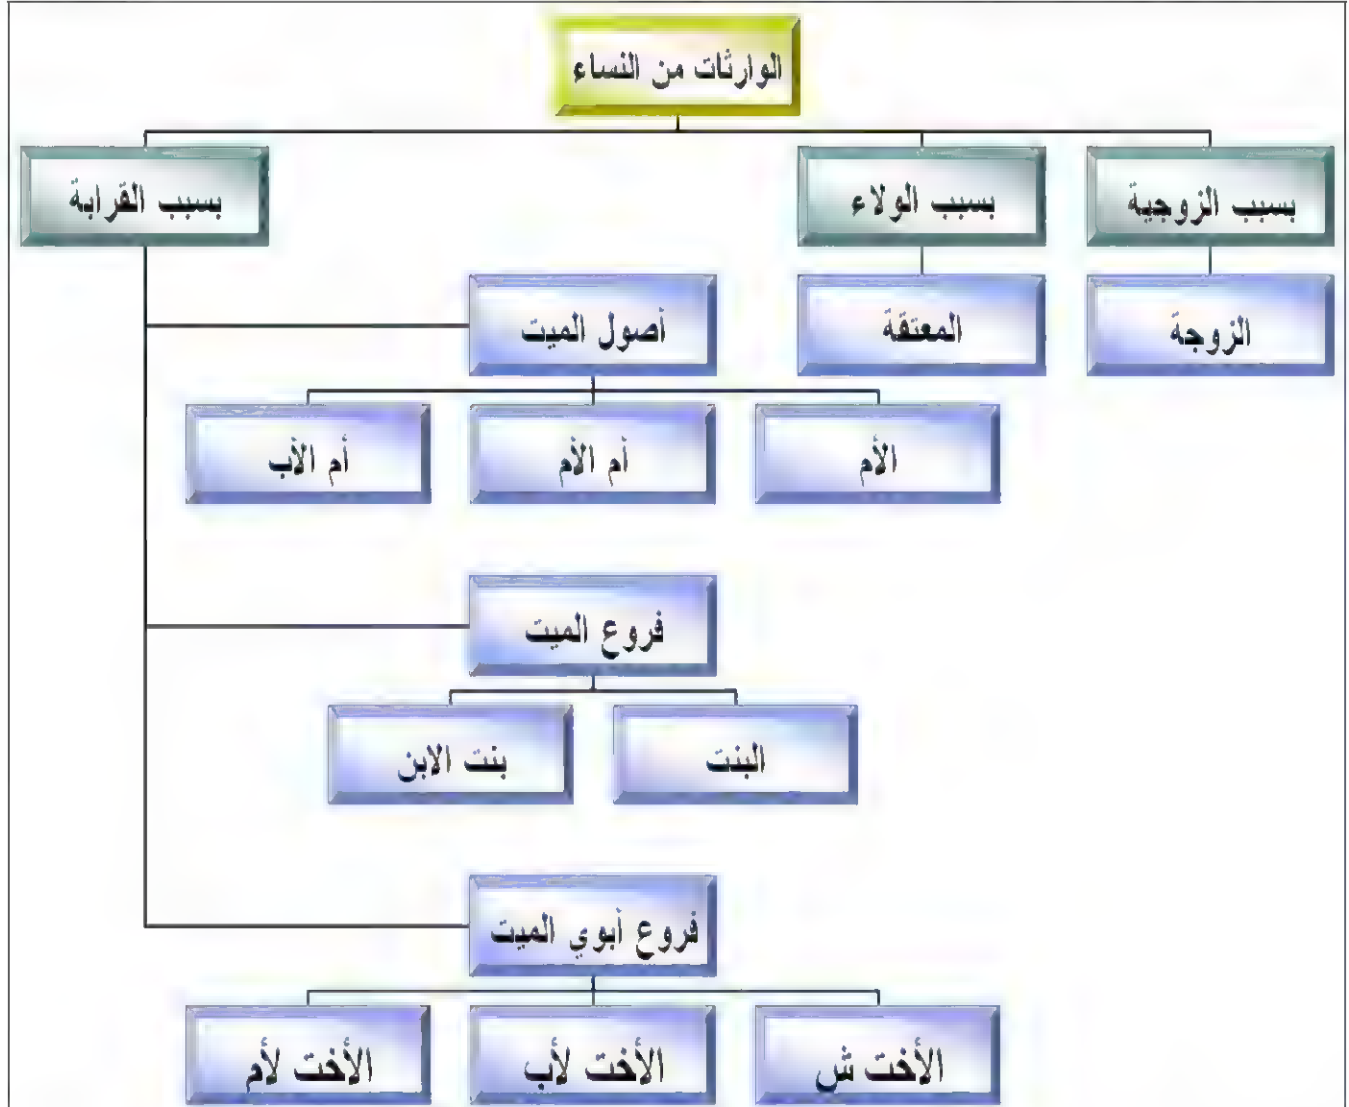 الوارثات من النساء
بسبب الزوجية
بسبب الولاء
بسبب القرابة
الزوجة
المعتقة
أصول الميت
الأم
أم الأم
أم الأب
فروع الميت
البنت
بنت الابن
فروع أبوي الميت
الأخت ش
الأخت لأب
الأخت لأم